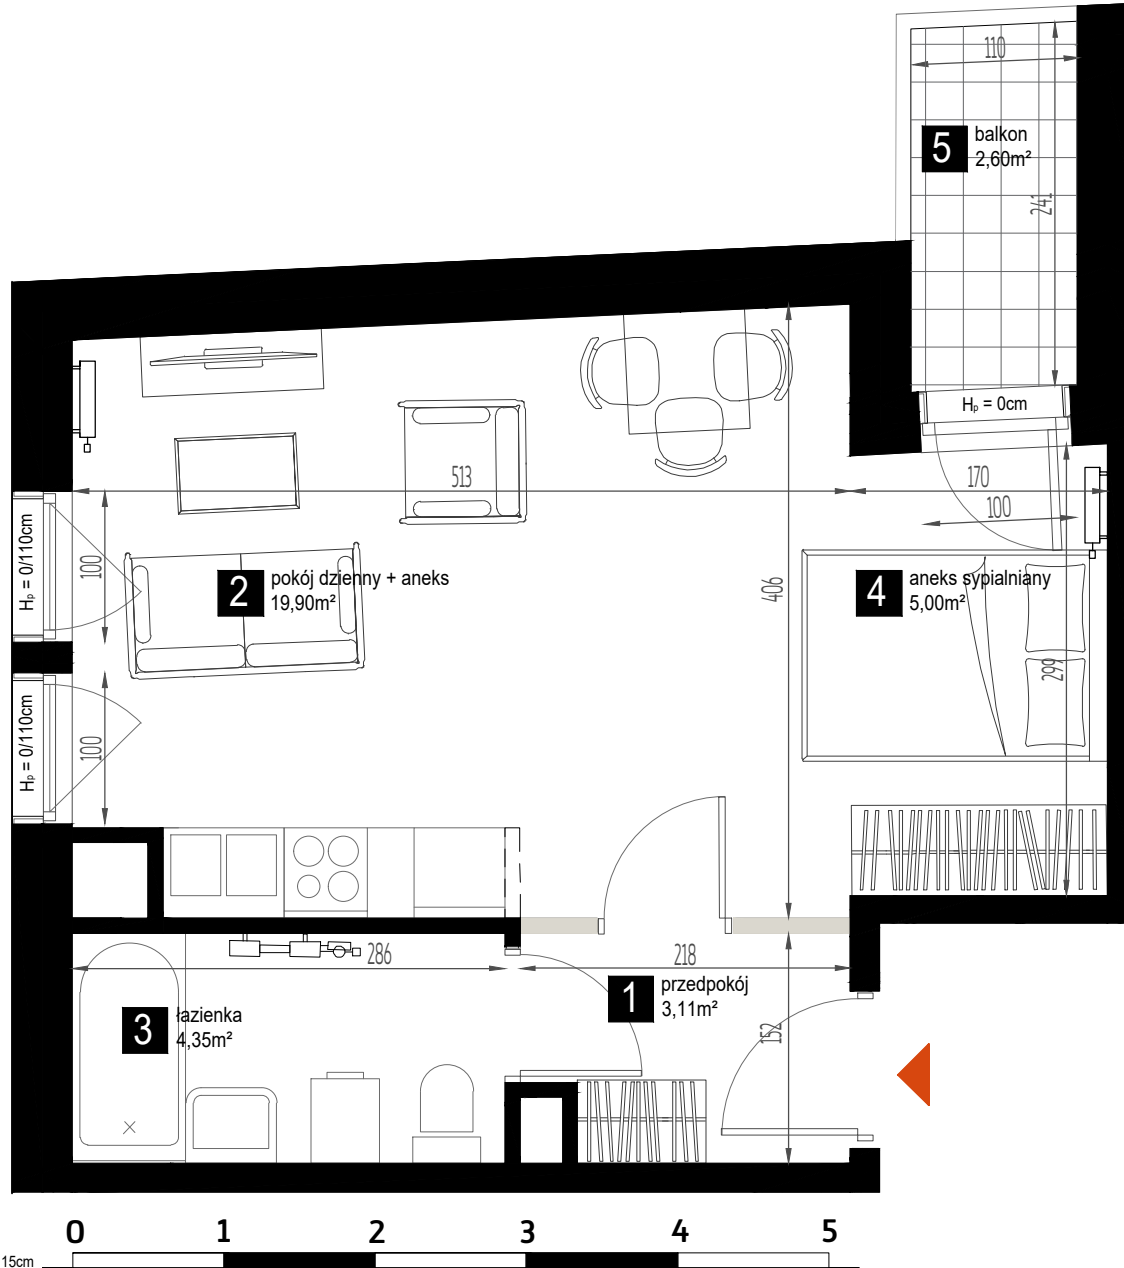 110
5
balkon
2,60m²
241
Hₚ = 0cm
513
170
100
Hₚ = 0/110cm
100
2
pokój dzienny + aneks
19,90m²
406
4
aneks sypialniany
5,00m²
299
Hₚ = 0/110cm
100
286
218
1
przedpokój
3,11m²
3
łazienka
4,35m²
152
0 1 2 3 4 5
15cm